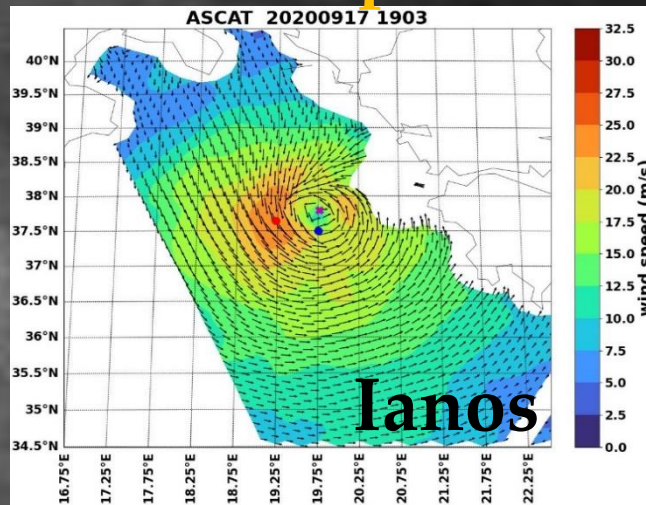 ASCAT 20200917 1903
40°N
39.5°N
39°N
38.5°N
38°N
37.5°N
37°N
36.5°N
36°N
35.5°N
35°N
34.5°N
16.75°E
17.25°E
17.75°E
18.25°E
18.75°E
19.25°E
19.75°E
20.25°E
20.75°E
21.25°E
21.75°E
22.25°E
Ianos
32.5
30.0
27.5
25.0
22.5
20.0
17.5
15.0
12.5
10.0
7.5
5.0
2.5
0.0
wind speed (m/s)